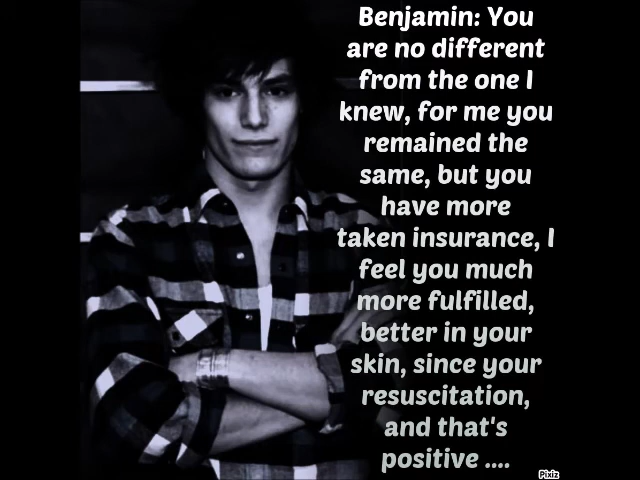 Benjamin: You
are no different
from the one I
knew, for me you
remained the
same, but you
have more
taken insurance, I
feel you much
more fulfilled,
better in your
skin, since your
resuscitation,
and that's
positive ....
Pixiz